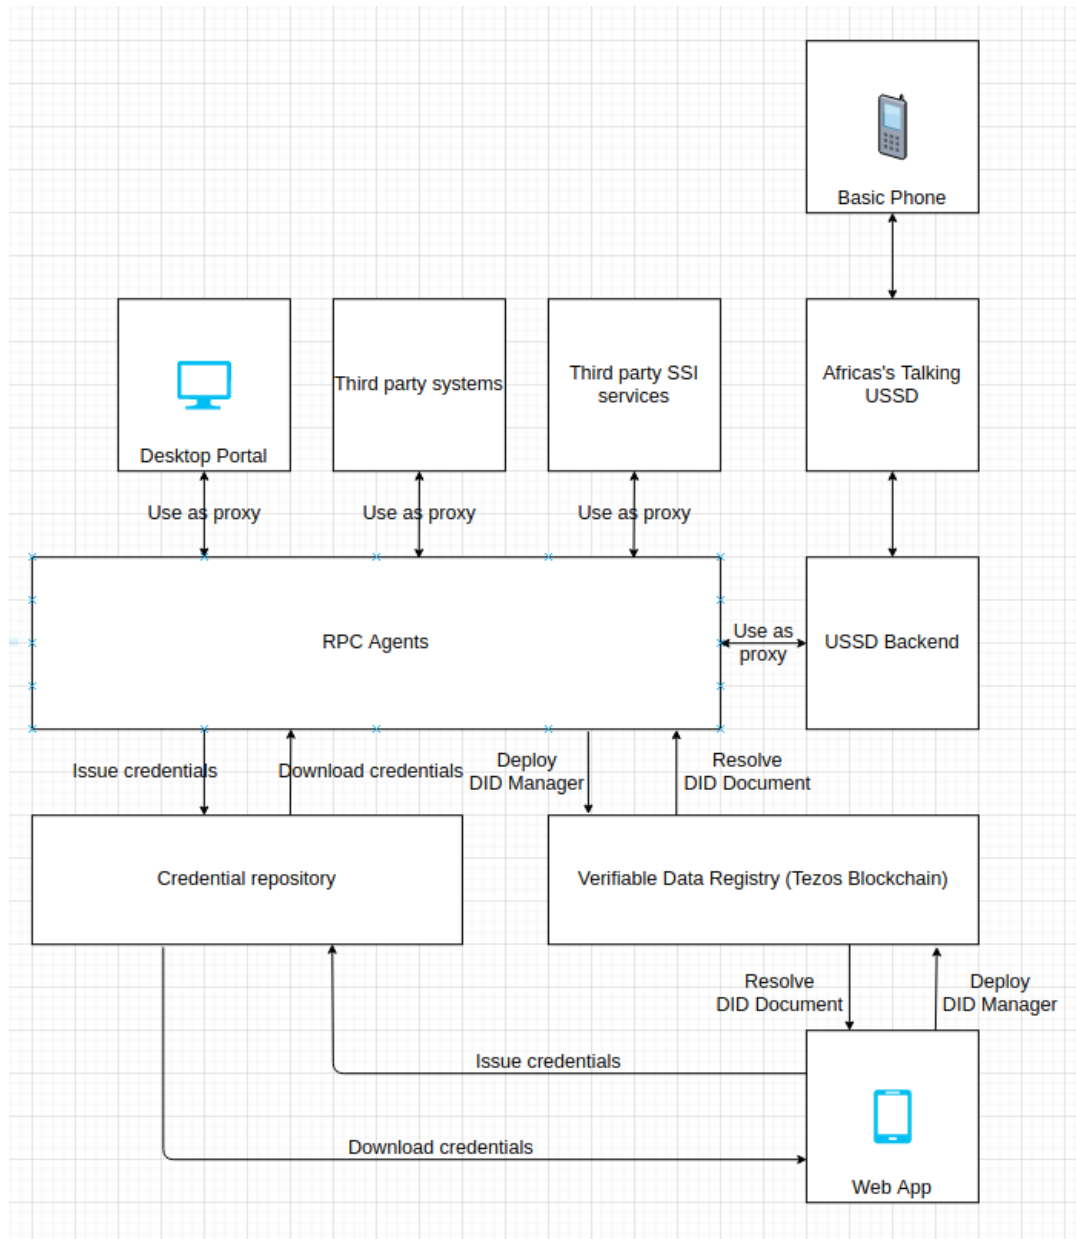 Basic Phone
Desktop Portal
Third party systems
Third party SSI
services
Africas's Talking
USSD
Use as proxy
Use as proxy
Use as proxy
RPC Agents
Use as
proxy
USSD Backend
Issue credentials
Download credentials
Deploy
DID Manager
Resolve
DID Document
Credential repository
Verifiable Data Registry (Tezos Blockchain)
Resolve
DID Document
Deploy
DID Manager
Issue credentials
Download credentials
Web App